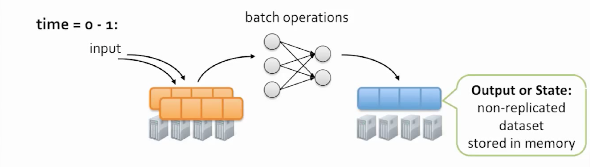 batch operations
time = 0 - 1:
input
Output or State:
non-replicated
dataset
stored in memory